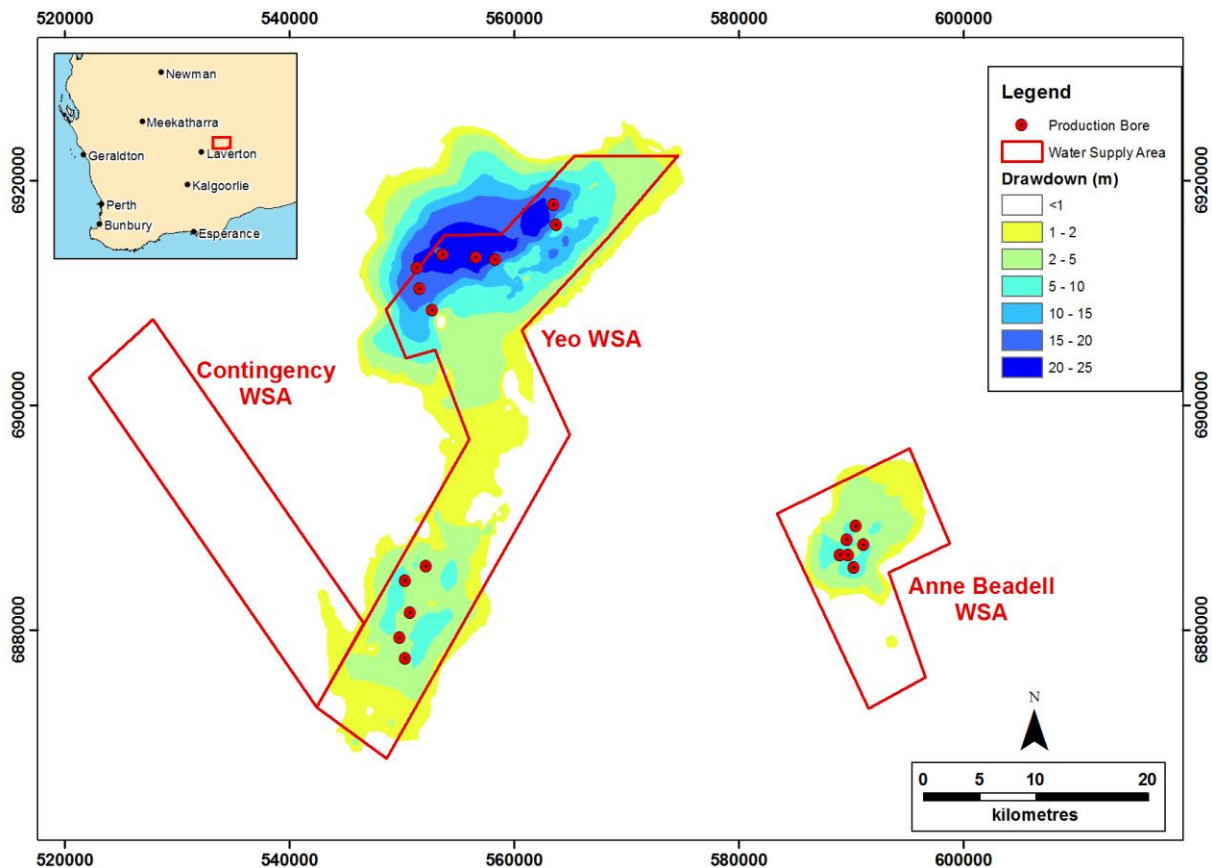 520000 540000 560000 580000 600000
Newman
Meekatharra
Geraldton
Laverton
Kalgoorlie
Perth
Bunbury
Esperance
Legend
Production Bore
Water Supply Area
Drawdown (m)
<1
1 - 2
2 - 5
5 - 10
10 - 15
15 - 20
20 - 25
6920000 6920000
Yeo WSA
Contingency
WSA
6900000 6900000
Anne Beadell
WSA
6880000 6880000
N
0 5 10 20
kilometres
520000 540000 560000 580000 600000